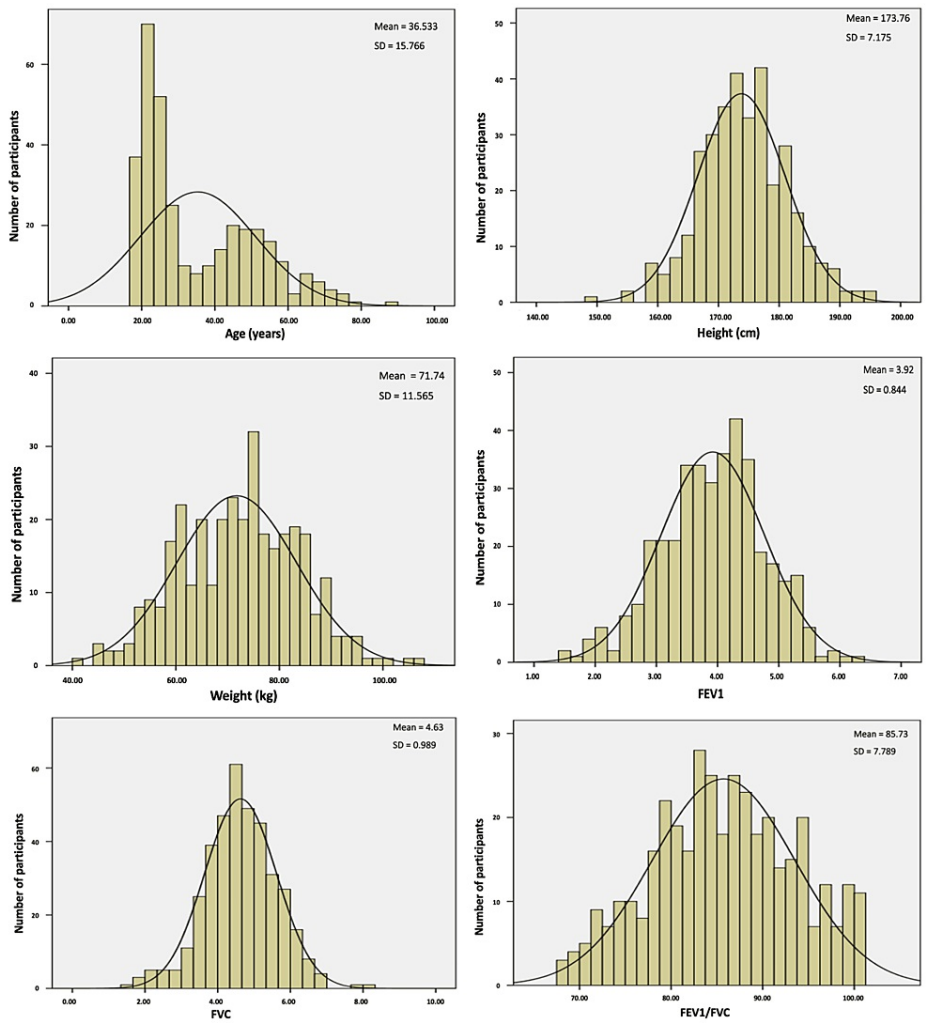 Mean = 36.533
SD = 15.766
60
40
20
0
Number of participants
0.00 20.00 40.00 60.00 80.00 100.00
Age (years)
Mean = 173.76
SD = 7.175
50
40
30
20
10
0
Number of participants
140.00 150.00 160.00 170.00 180.00 190.00 200.00
Height (cm)
Mean = 71.74
SD = 11.565
40
30
20
10
0
Number of participants
40.00 60.00 80.00 100.00
Weight (kg)
Mean = 3.92
SD = 0.844
50
40
30
20
10
0
Number of participants
1.00 2.00 3.00 4.00 5.00 6.00 7.00
FEV1
Mean = 4.63
SD = 0.989
60
40
20
0
Number of participants
0.00 2.00 4.00 6.00 8.00 10.00
FVC
Mean = 85.73
SD = 7.789
30
20
10
0
Number of participants
70.00 80.00 90.00 100.00
FEV1/FVC